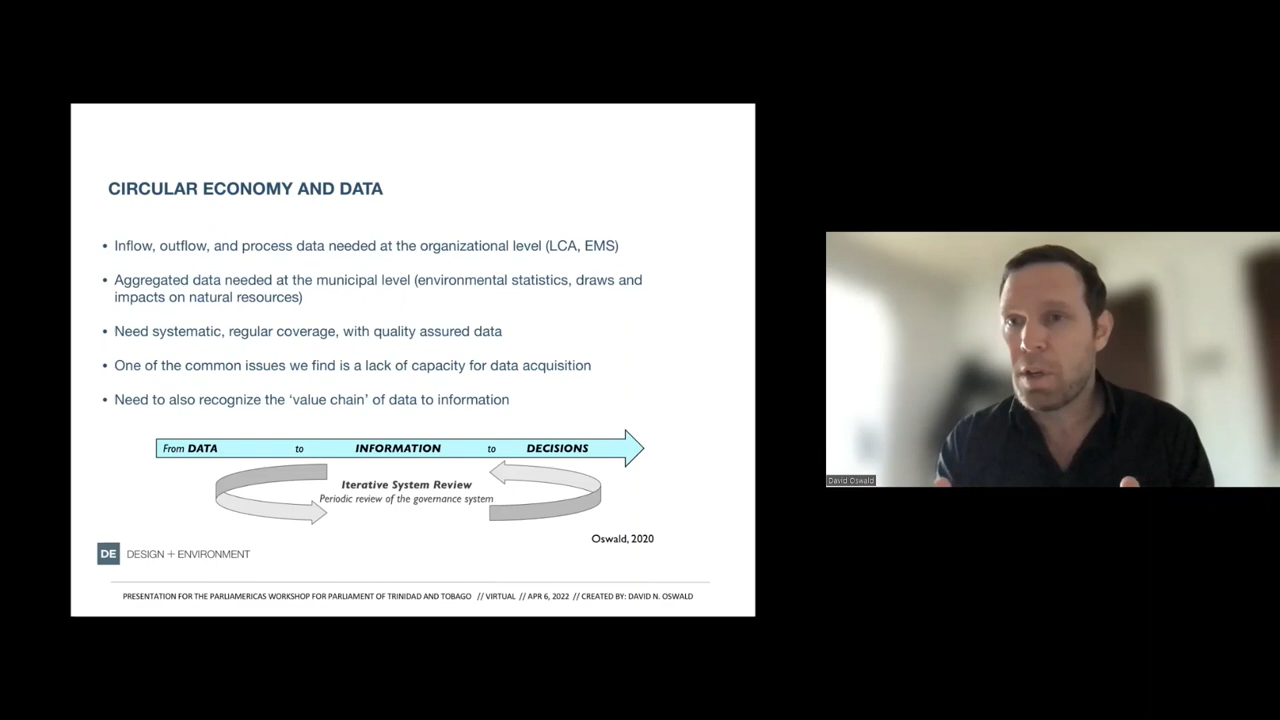 CIRCULAR ECONOMY AND DATA
• Inflow, outflow, and process data needed at the organizational level (LCA, EMS)
• Aggregated data needed at the municipal level (environmental statistics, draws and
impacts on natural resources)
• Need systematic, regular coverage, with quality assured data
• One of the common issues we find is a lack of capacity for data acquisition
• Need to also recognize the ‘value chain’ of data to information
From DATA to INFORMATION to DECISIONS
Iterative System Review
Periodic review of the governance system
Oswald, 2020
DE DESIGN + ENVIRONMENT
PRESENTATION FOR THE PARLIAMERICAS WORKSHOP FOR PARLIAMENT OF TRINIDAD AND TOBAGO // VIRTUAL // APR 6, 2022 // CREATED BY: DAVID N. OSWALD
David Oswald